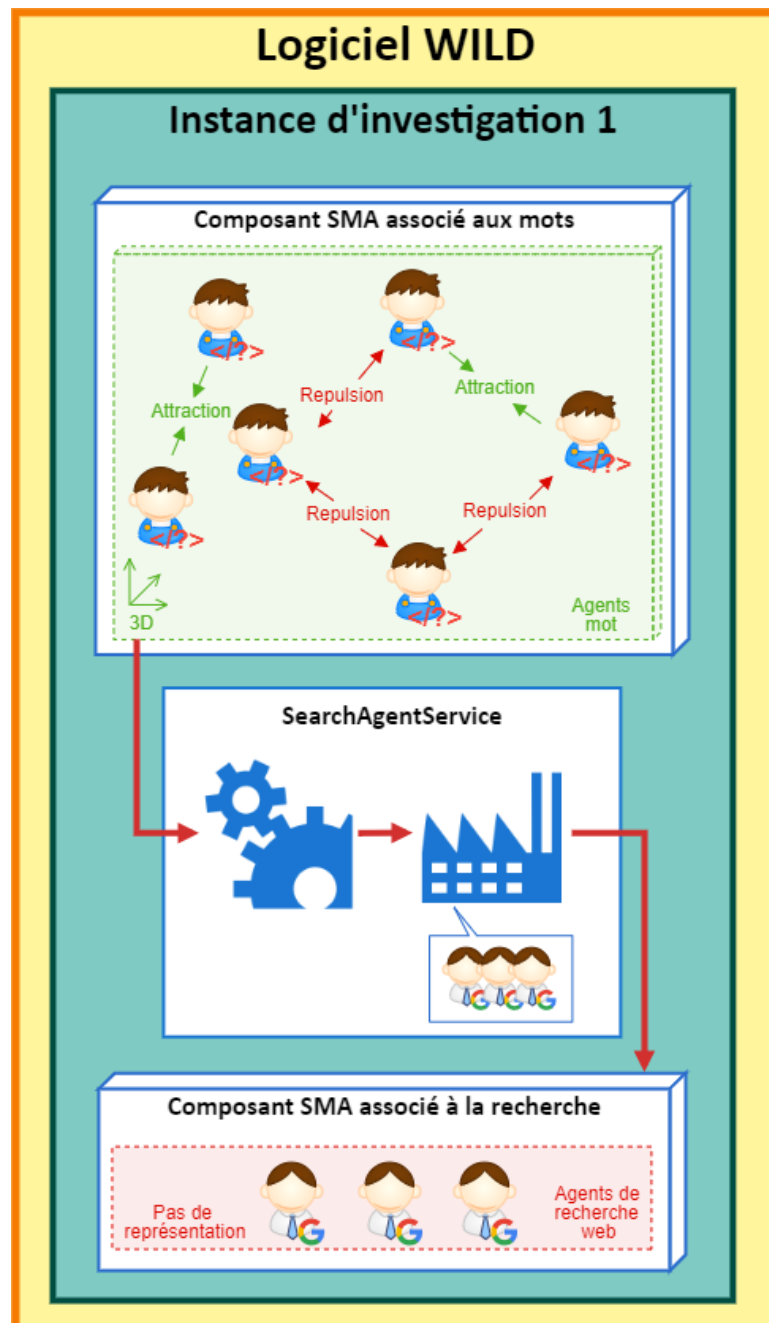 Logiciel WILD
Instance d'investigation 1
Composant SMA associé aux mots
</?>
</?>
Repulsion
Attraction
Attraction
</?>
</?>
</?>
Repulsion
Repulsion
</?>
3D
Agents
mot
SearchAgentService
G G G
Composant SMA associé à la recherche
Pas de
représentation
G
G
G
Agents de
recherche
web